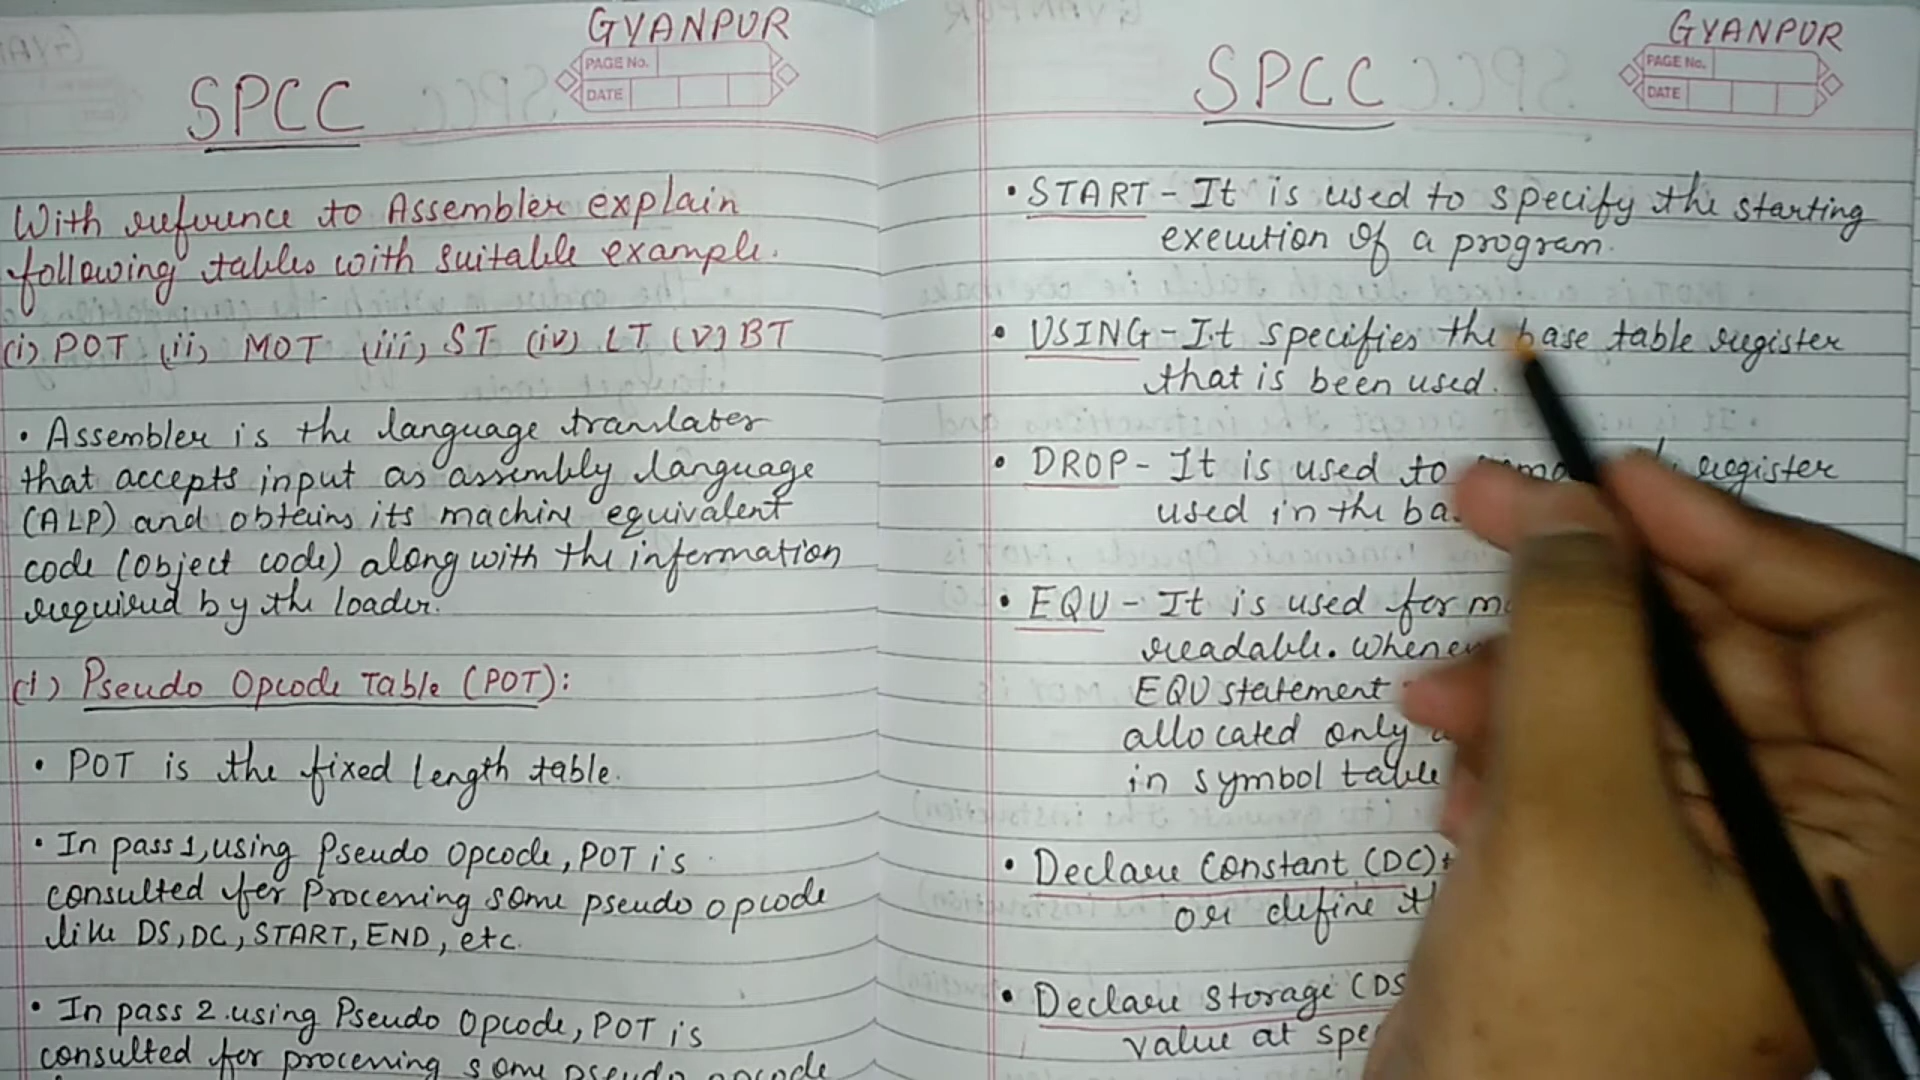 GYANPUR
PAGE No.
DATE
SPCC
With reference to Assembler explain
following tables with suitable example.
(i) POT (ii) MOT (iii) ST (iv) LT (V) BT
• Assembler is the language translater
that accepts input as assembly language
(ALP) and obtains its machine equivalent
code (object code) along with the information
required by the loader.
(1) Pseudo Opcode Table (POT):
• POT is the fixed length table.
• In pass 1, using Pseudo Opcode, POT is
consulted for Processing some pseudo opcode
like DS, DC, START, END, etc.
• In pass 2 using Pseudo Opcode, POT is
consulted for processing some pseudo opcode
GYANPUR
PAGE No.
DATE
SPCC
• START - It is used to specify the starting
execution of a program.
• USING - It specifies the base table register
that is been used.
• DROP - It is used to register
used in the
• EQU - It is used for
readable.
EQU statement
allocated only
in symbol table
• Declare Constant (DC)
or define
• Declare Storage (DS
value at